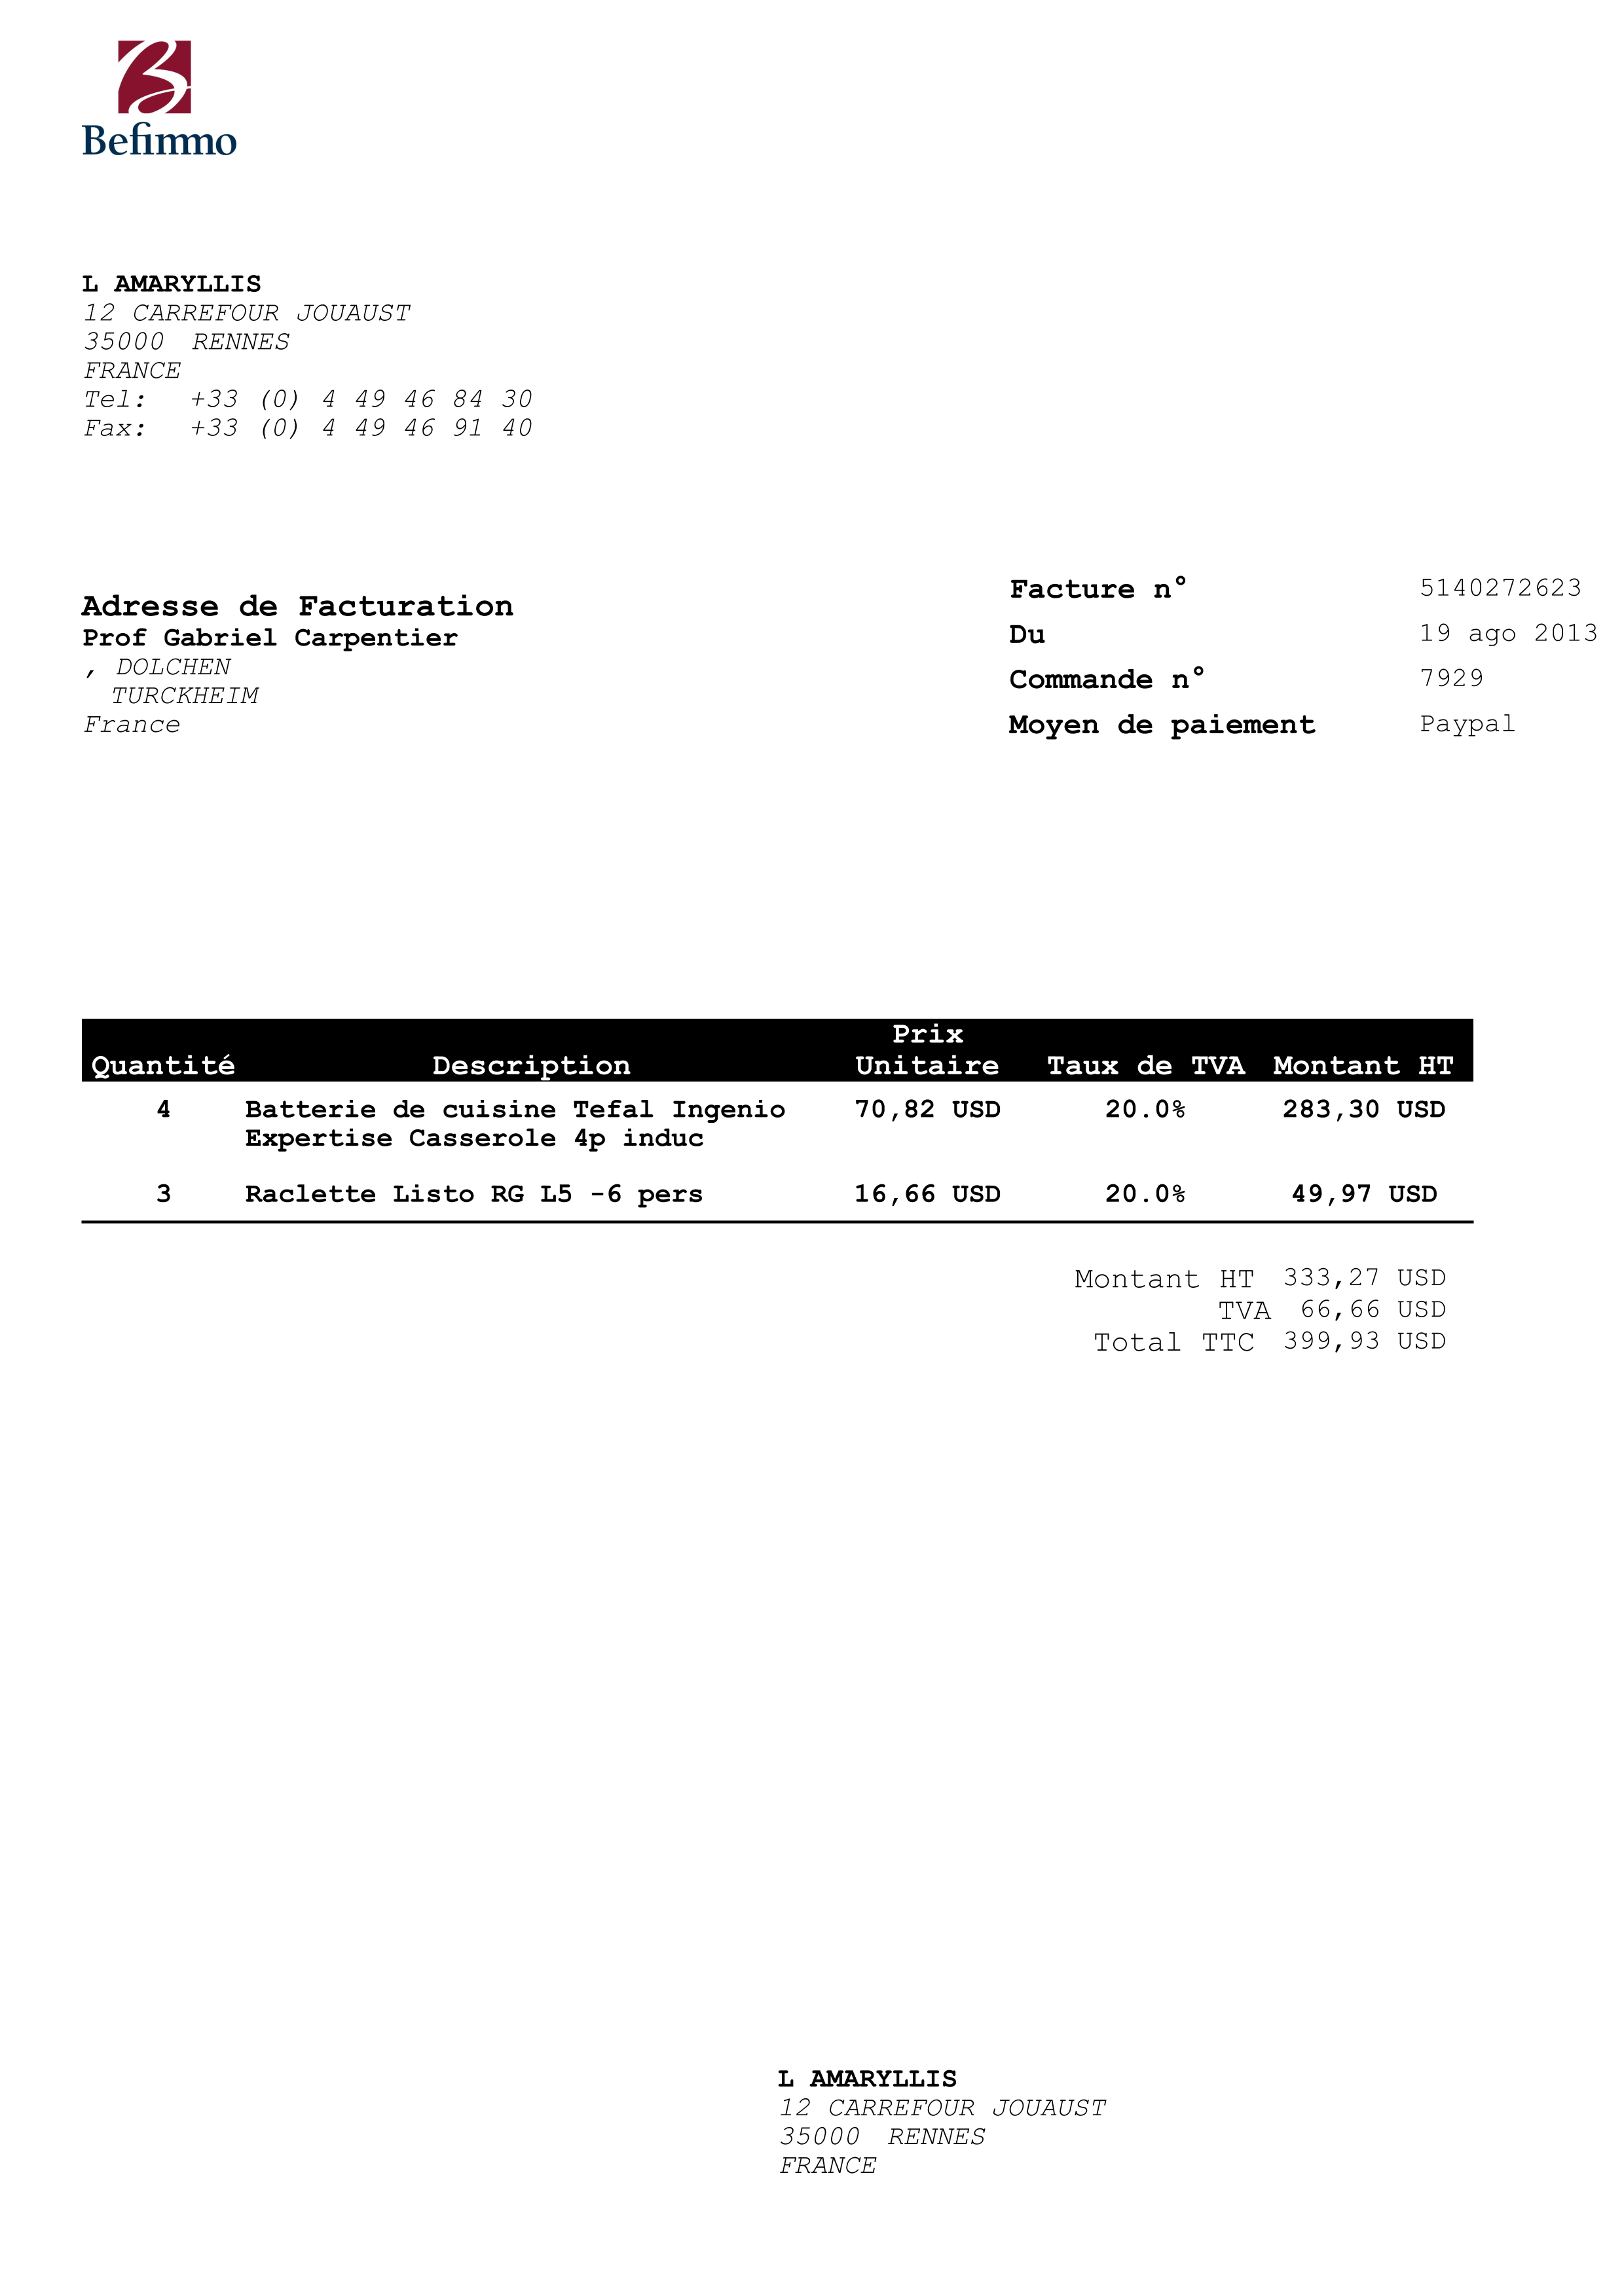 Befimmo
L AMARYLLIS
12 CARREFOUR JOUAUST
35000 RENNES
FRANCE
Tel: +33 (0) 4 49 46 84 30
Fax: +33 (0) 4 49 46 91 40
Adresse de Facturation
Prof Gabriel Carpentier
, DOLCHEN
TURCKHEIM
France
Facture n° 5140272623
Du 19 ago 2013
Commande n° 7929
Moyen de paiement Paypal
Prix
Quantité Description Unitaire Taux de TVA Montant HT
4 Batterie de cuisine Tefal Ingenio 70,82 USD 20.0% 283,30 USD
Expertise Casserole 4p induc
3 Raclette Listo RG L5 -6 pers 16,66 USD 20.0% 49,97 USD
Montant HT 333,27 USD
TVA 66,66 USD
Total TTC 399,93 USD
L AMARYLLIS
12 CARREFOUR JOUAUST
35000 RENNES
FRANCE